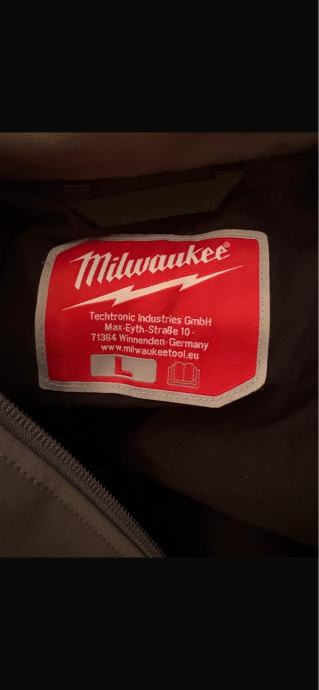 Milwaukee®
Techtronic Industries GmbH
Max-Eyth-Straße 10 -
71364 Winnenden-Germany
www.milwaukeetool.eu
L